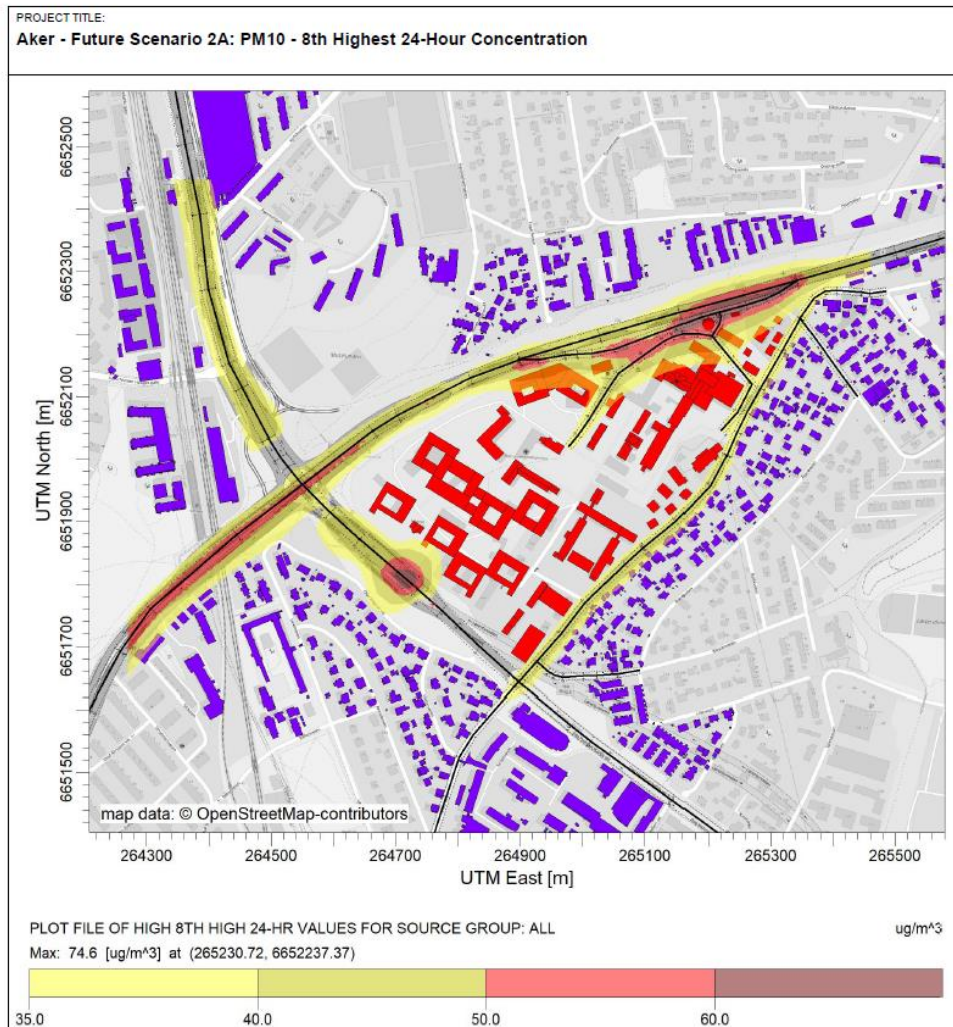 PROJECT TITLE:
Aker - Future Scenario 2A: PM10 - 8th Highest 24-Hour Concentration
UTM North [m]
6652500
6652300
6652100
6651900
6651700
6651500
map data: © OpenStreetMap-contributors
264300 264500 264700 264900 265100 265300 265500
UTM East [m]
PLOT FILE OF HIGH 8TH HIGH 24-HR VALUES FOR SOURCE GROUP: ALL ug/m^3
Max: 74.6 [ug/m^3] at (265230.72, 6652237.37)
35.0 40.0 50.0 60.0